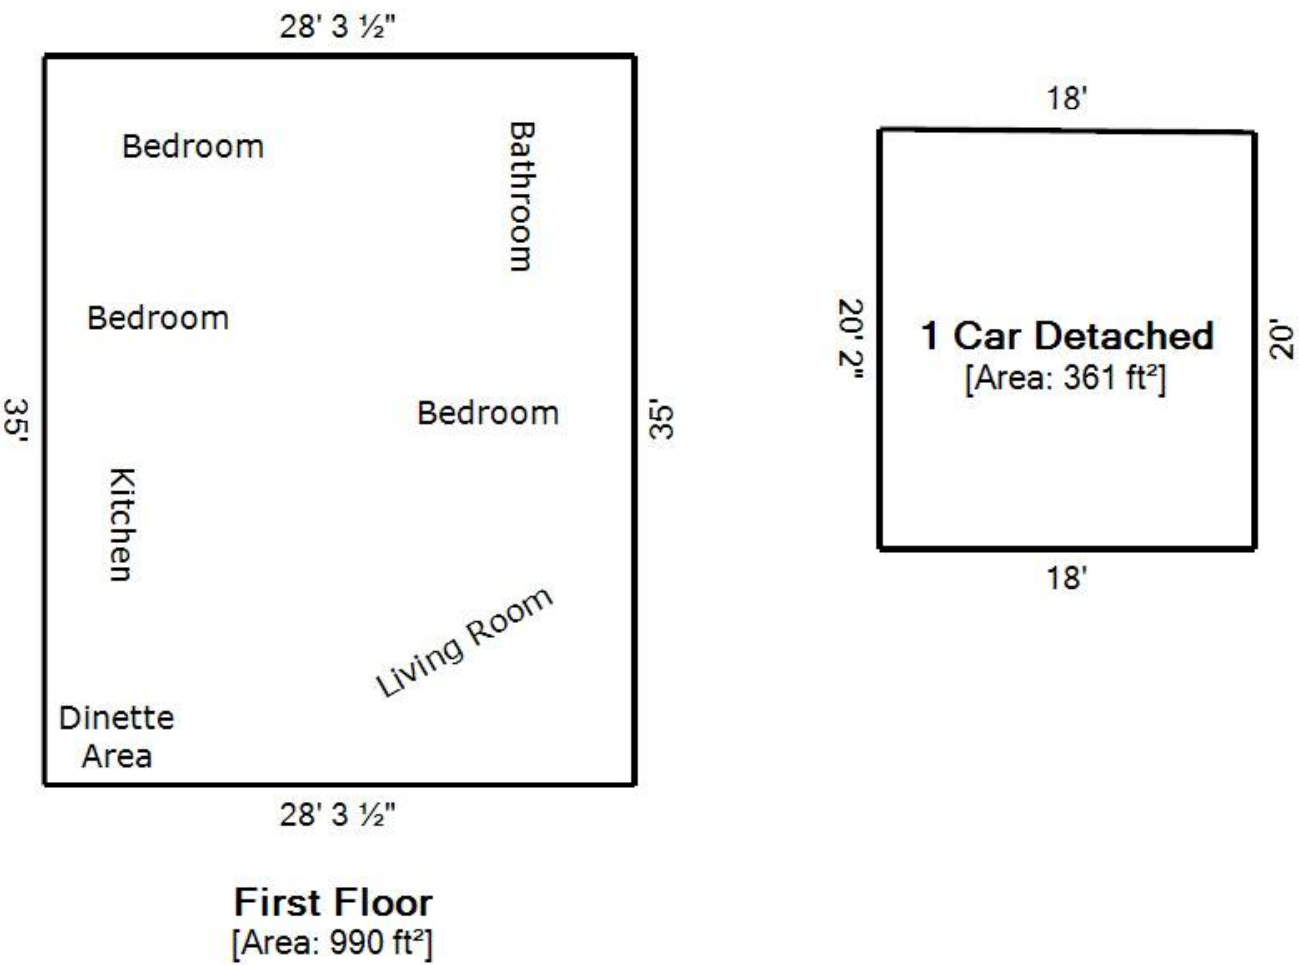 28' 3 ½"
Bedroom
Bathroom
Bedroom
35'
Bedroom
35'
Kitchen
Living Room
Dinette
Area
28' 3 ½"
First Floor
[Area: 990 ft²]
18'
20' 2"
1 Car Detached
[Area: 361 ft²]
20'
18'